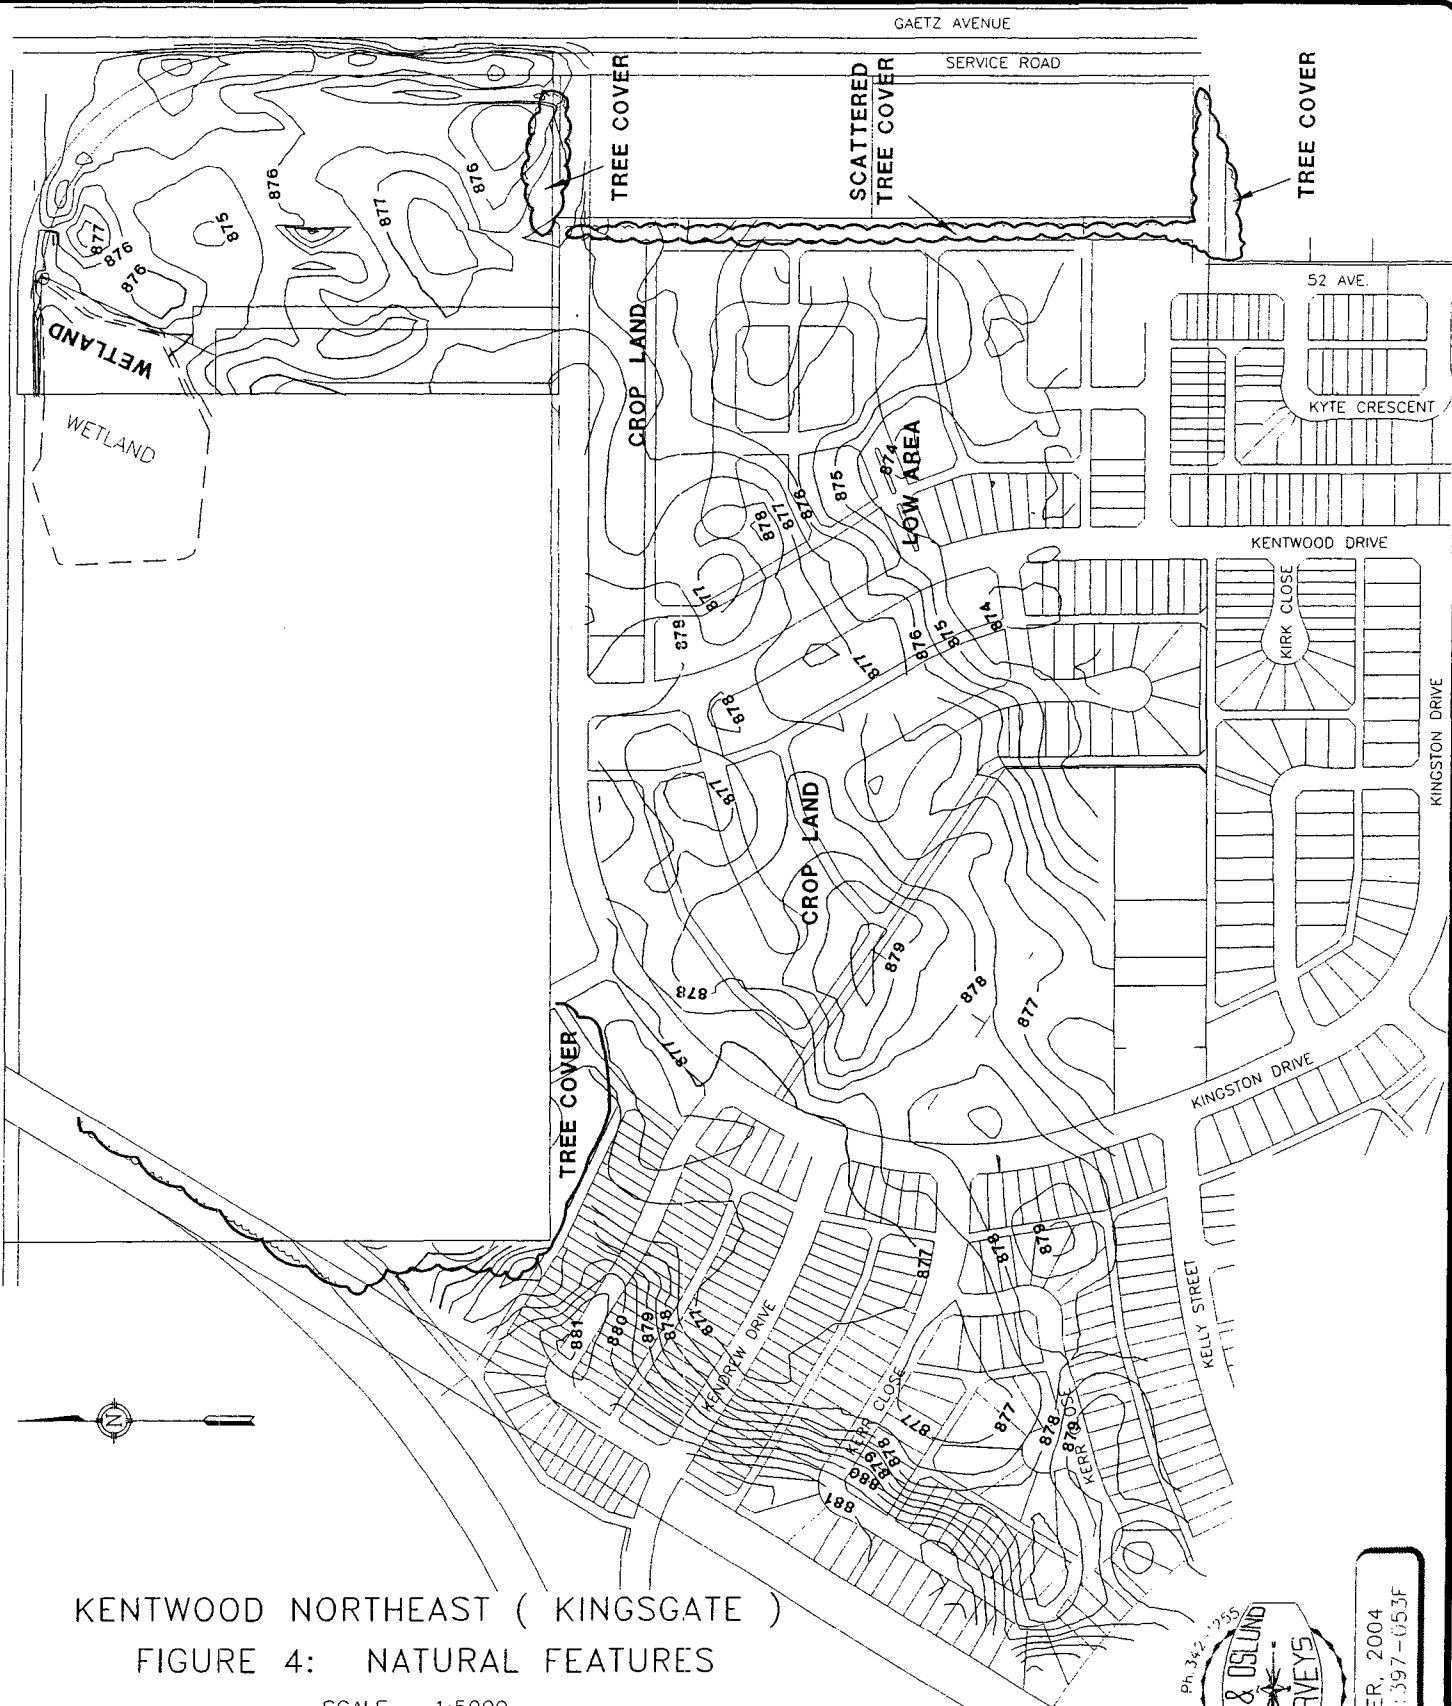 GAETZ AVENUE
SERVICE ROAD
TREE COVER
SCATTERED
TREE COVER
TREE COVER
876
877
876
875
877
876
876
WETLAND
WETLAND
52 AVE.
KYTE CRESCENT
CROP LAND
874
LOW AREA
875
876
877
878
KENTWOOD DRIVE
KIRK CLOSE
KINGSTON DRIVE
877
878
874
875
876
877
878
877
CROP LAND
879
878
877
878
877
TREE COVER
KINGSTON DRIVE
877
878
879
KELLY STREET
881
880
879
878
877
KENDREW DRIVE
KERR CLOSE
877
877
878
879
KERR CLOSE
878
879
880
881
N
KENTWOOD NORTHEAST ( KINGSGATE )
FIGURE 4: NATURAL FEATURES
SCALE 1:5000
& OSLUND